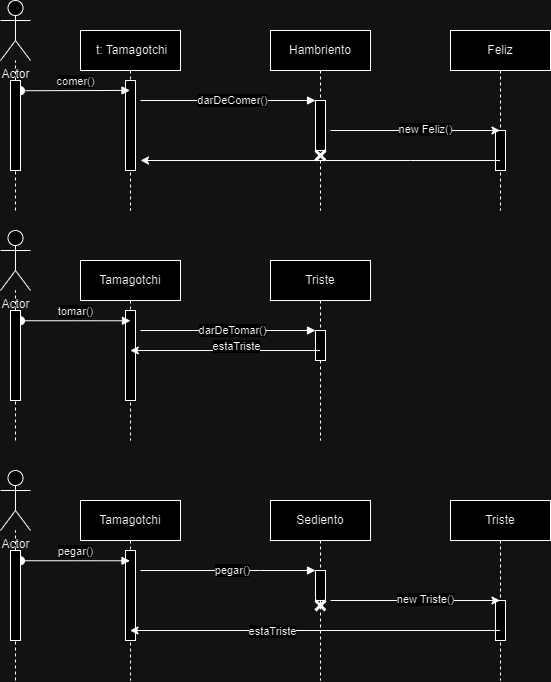 t: Tamagotchi
Hambriento
Feliz
Actor
comer()
darDeComer()
new Feliz()
Tamagotchi
Triste
Actor
tomar()
darDeTomar()
estaTriste
Tamagotchi
Sediento
Triste
Actor
pegar()
pegar()
new Triste()
estaTriste